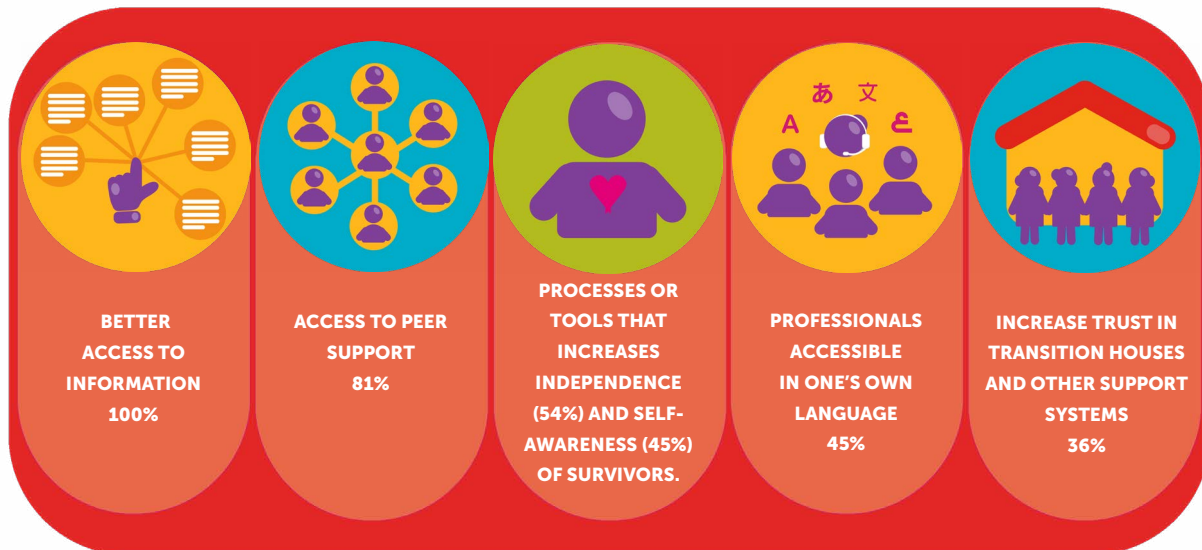 BETTER
ACCESS TO
INFORMATION
100%
ACCESS TO PEER
SUPPORT
81%
PROCESSES OR
TOOLS THAT
INCREASES
INDEPENDENCE
(54%) AND SELF-
AWARENESS (45%)
OF SURVIVORS.
あ 文
A ع
PROFESSIONALS
ACCESSIBLE
IN ONE’S OWN
LANGUAGE
45%
INCREASE TRUST IN
TRANSITION HOUSES
AND OTHER SUPPORT
SYSTEMS
36%